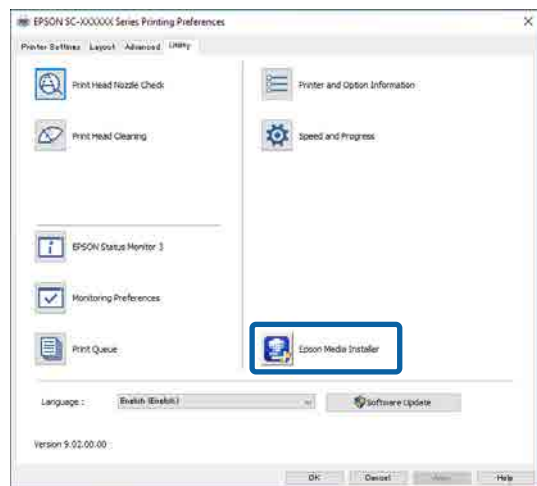 EPSON SC-XXXXXX Series Printing Preferences
Printer Settings Layout Advanced Utility
Print Head Nozzle Check
Printer and Option Information
Print Head Cleaning
Speed and Progress
EPSON Status Monitor 3
Monitoring Preferences
Print Queue
Epson Media Installer
Language :
English (English)
Software Update
Version 9.02.00.00
OK Cancel Help